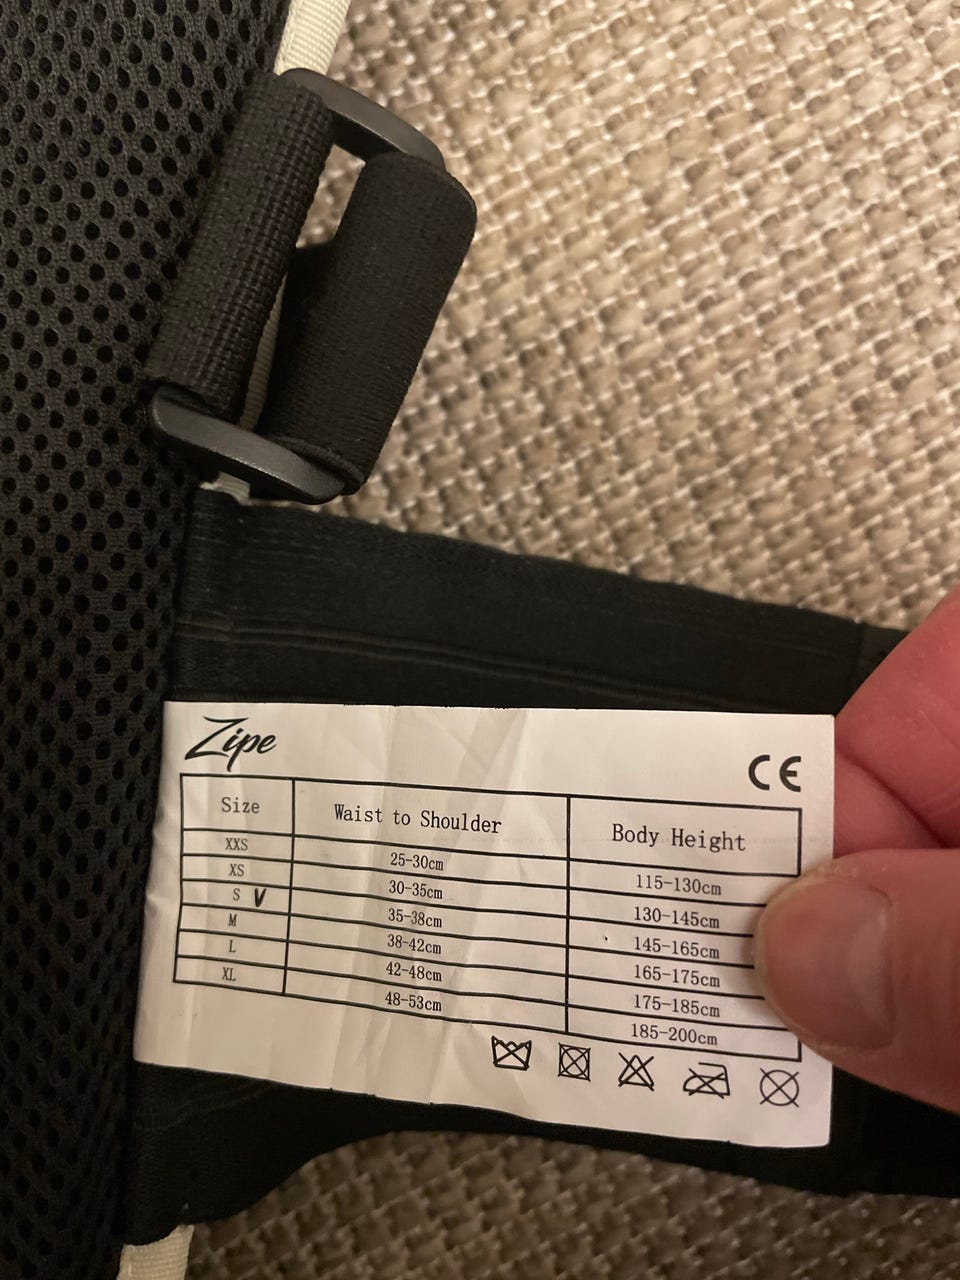 Zipe
CE
Size Waist to Shoulder Body Height
XXS 25-30cm 115-130cm
XS 30-35cm 130-145cm
S V 35-38cm 145-165cm
M 38-42cm 165-175cm
L 42-48cm 175-185cm
XL 48-53cm 185-200cm